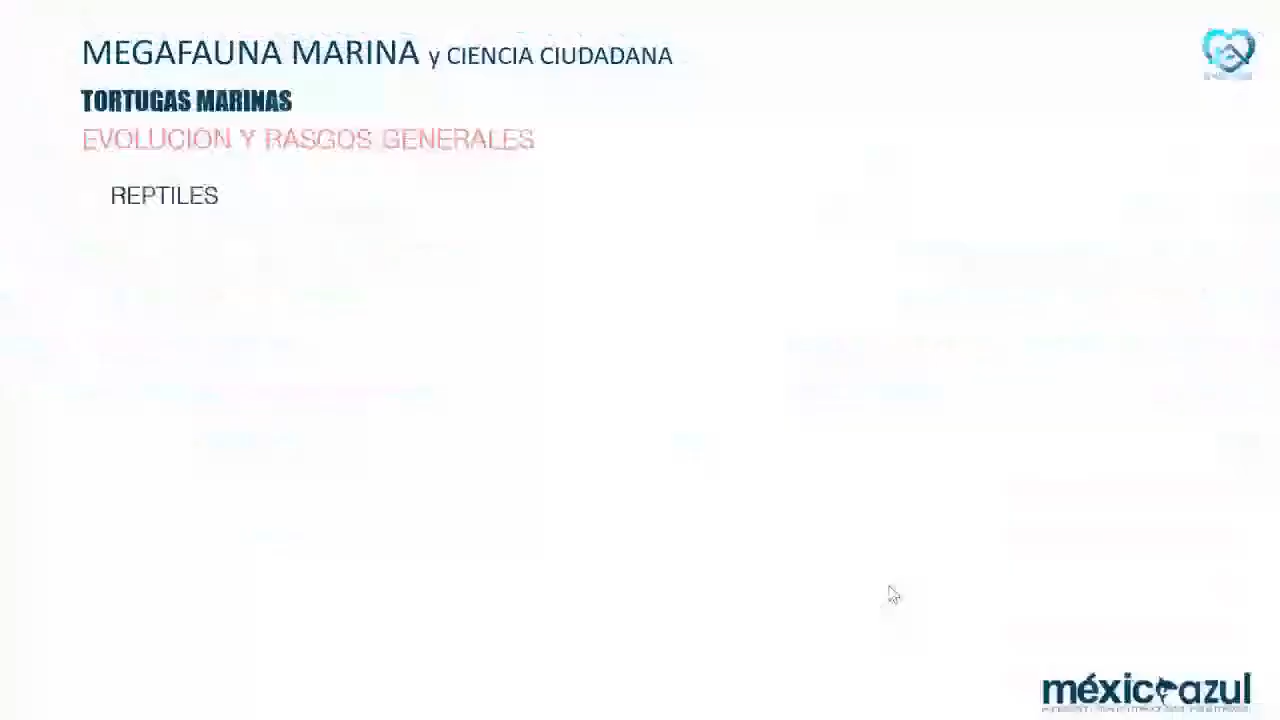 MEGAFAUNA MARINA y CIENCIA CIUDADANA
TORTUGAS MARINAS
EVOLUCION Y RASGOS GENERALES
REPTILES
méxicoazul